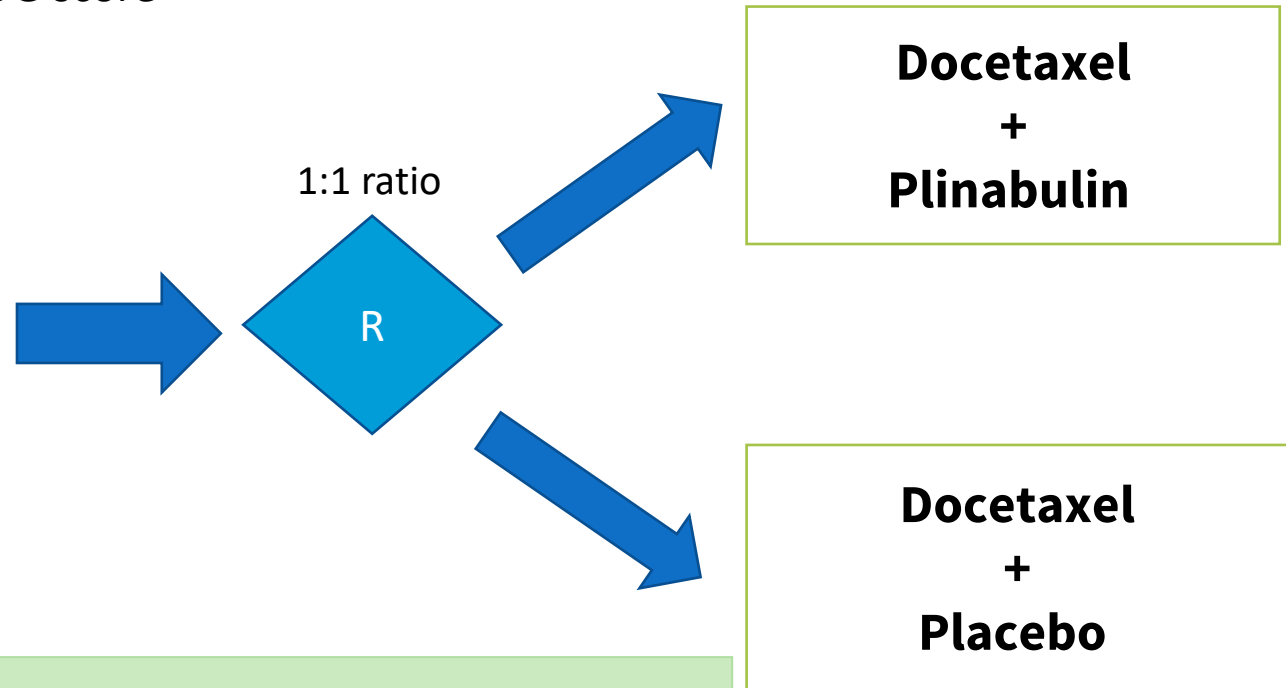 1:1 ratio
R
Docetaxel
+
Plinabulin
Docetaxel
+
Placebo